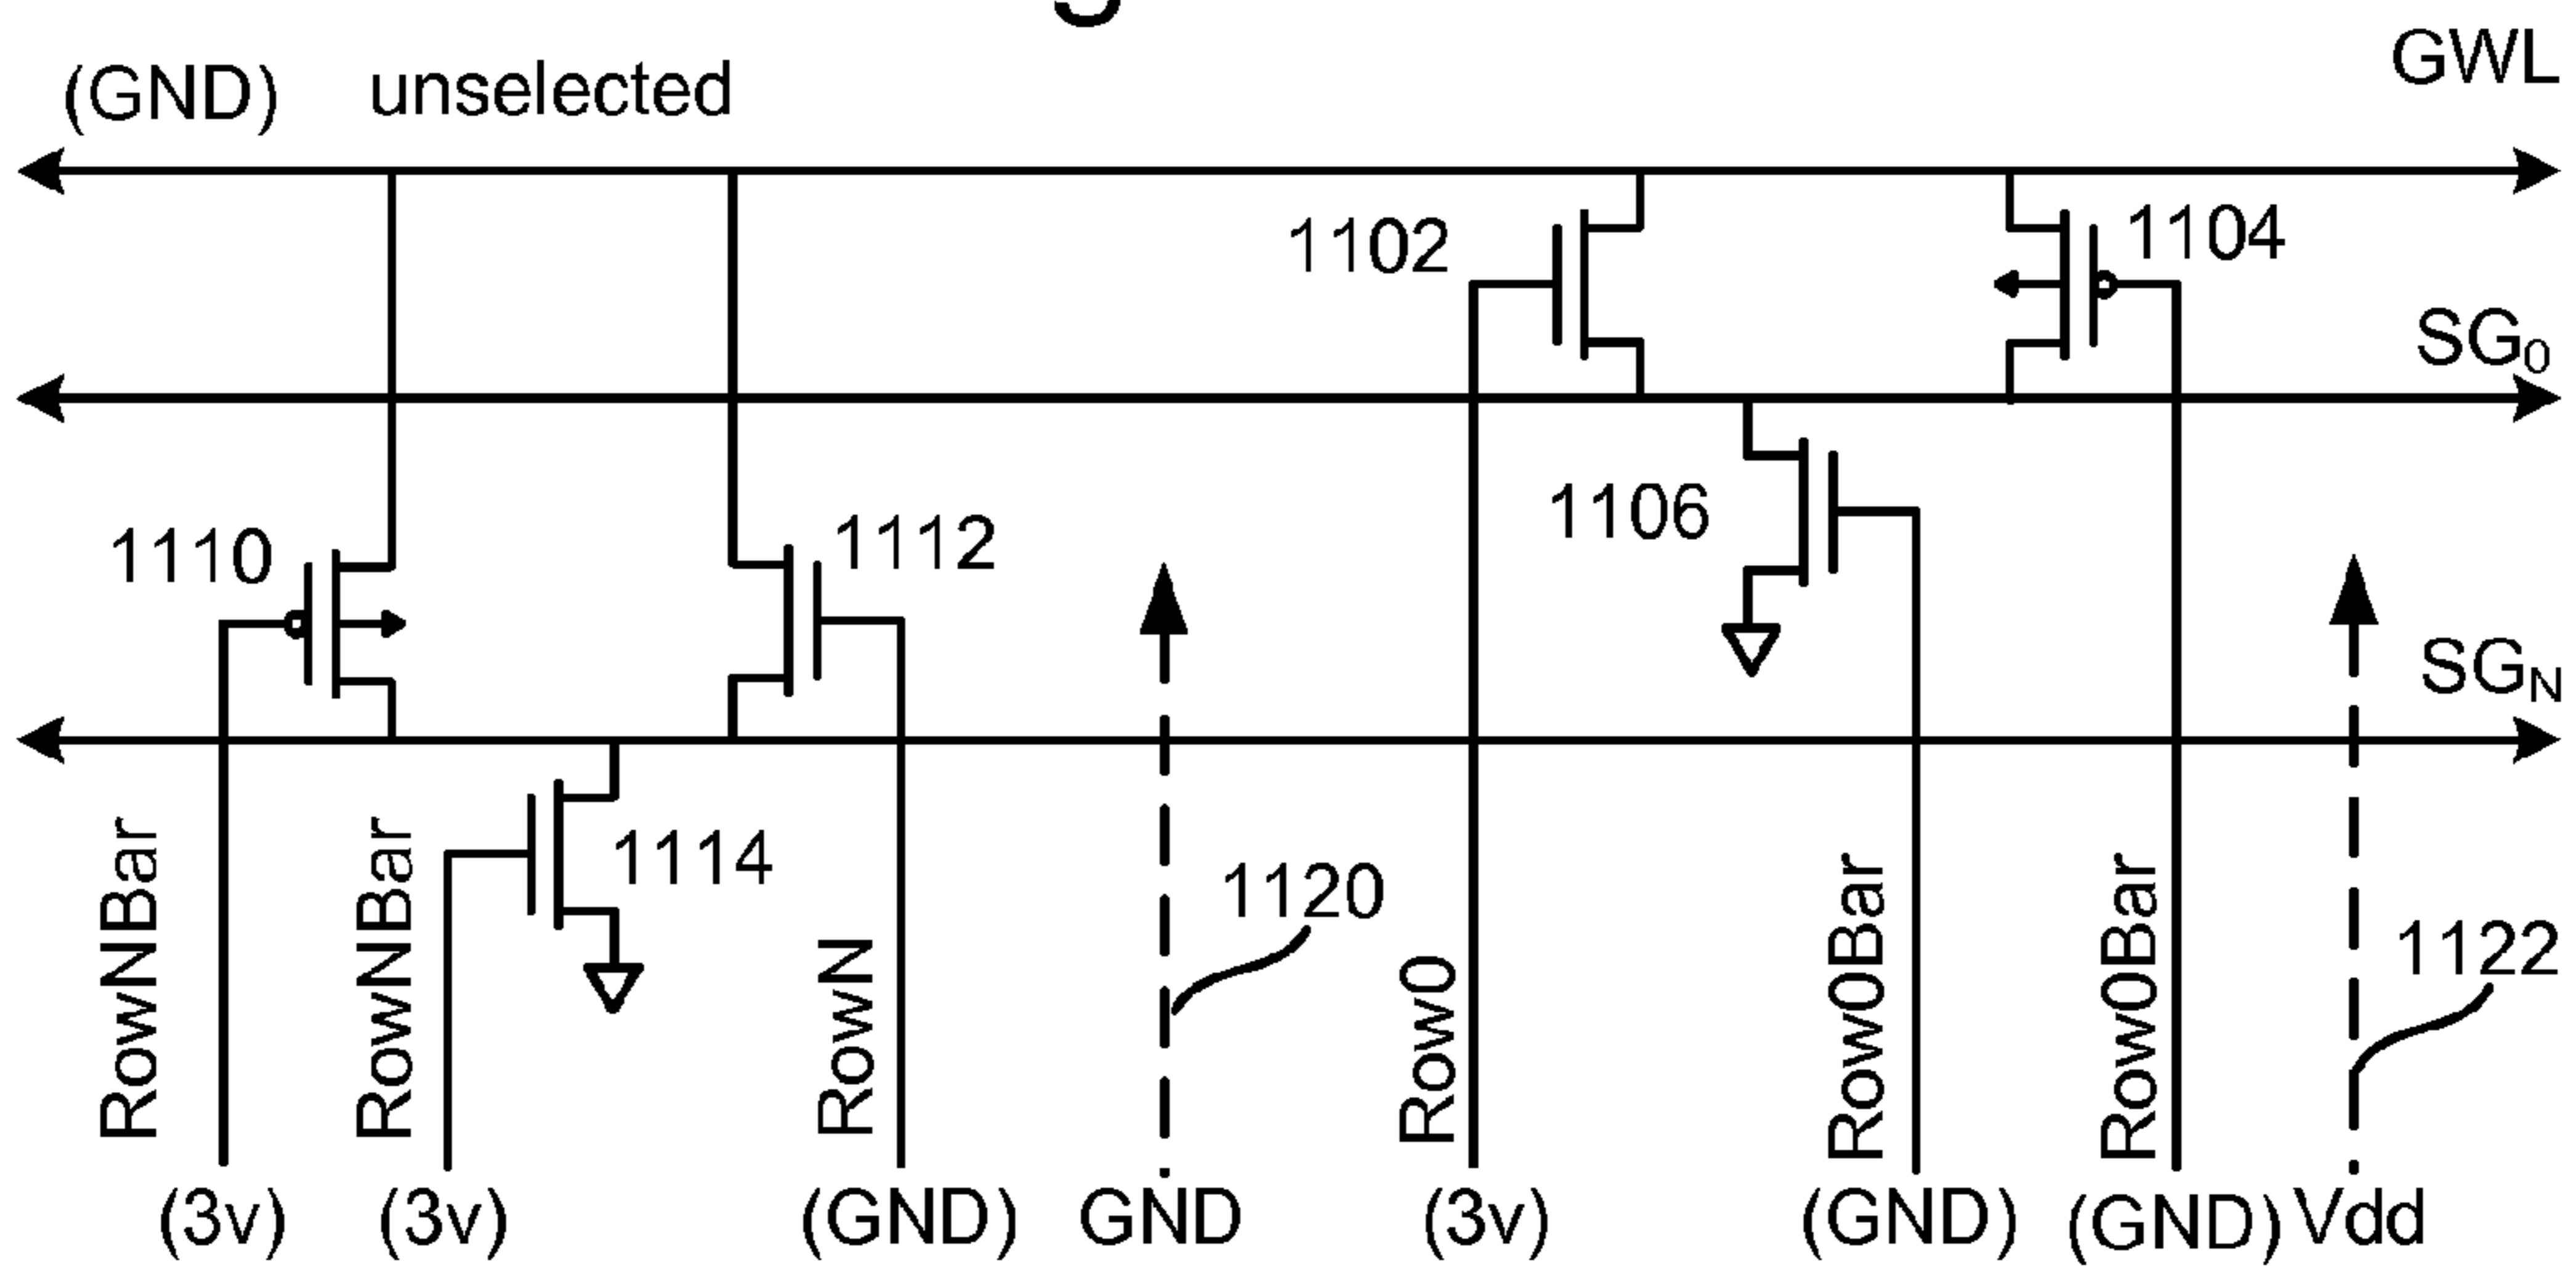 (GND) unselected GWL
1102 1104
SG0
1110 1112 1106
SGN
1114 1120 1122
RowNBar RowNBar RowN Row0 Row0Bar Row0Bar
(3v) (3v) (GND) GND (3v) (GND) (GND) Vdd